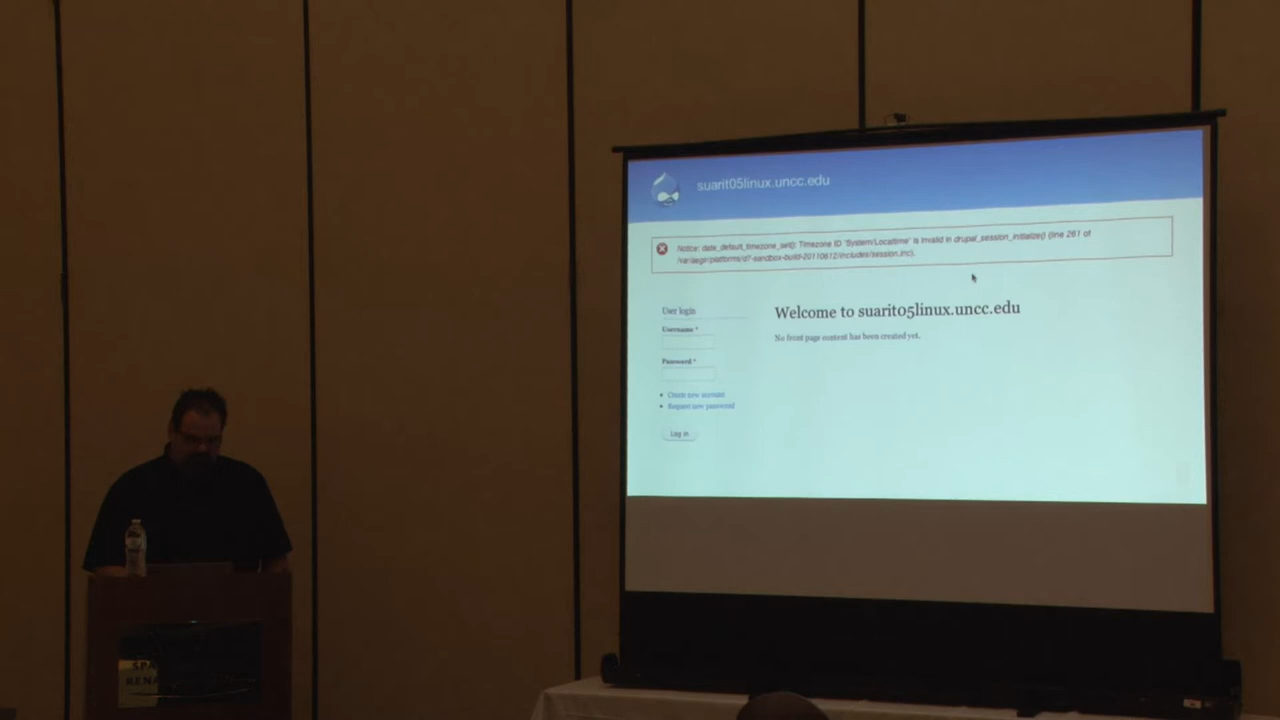 suarit05linux.uncc.edu
Notice: date_default_timezone_set(): Timezone ID 'System/Localtime' is invalid in drupal_session_initialize() (line 261 of
/var/aegir/platforms/d7-sandbox-build-20110612/includes/session.inc).
User login
Welcome to suarit05linux.uncc.edu
Username *
No front page content has been created yet.
Password *
Create new account
Request new password
Log in
SPA
RENA